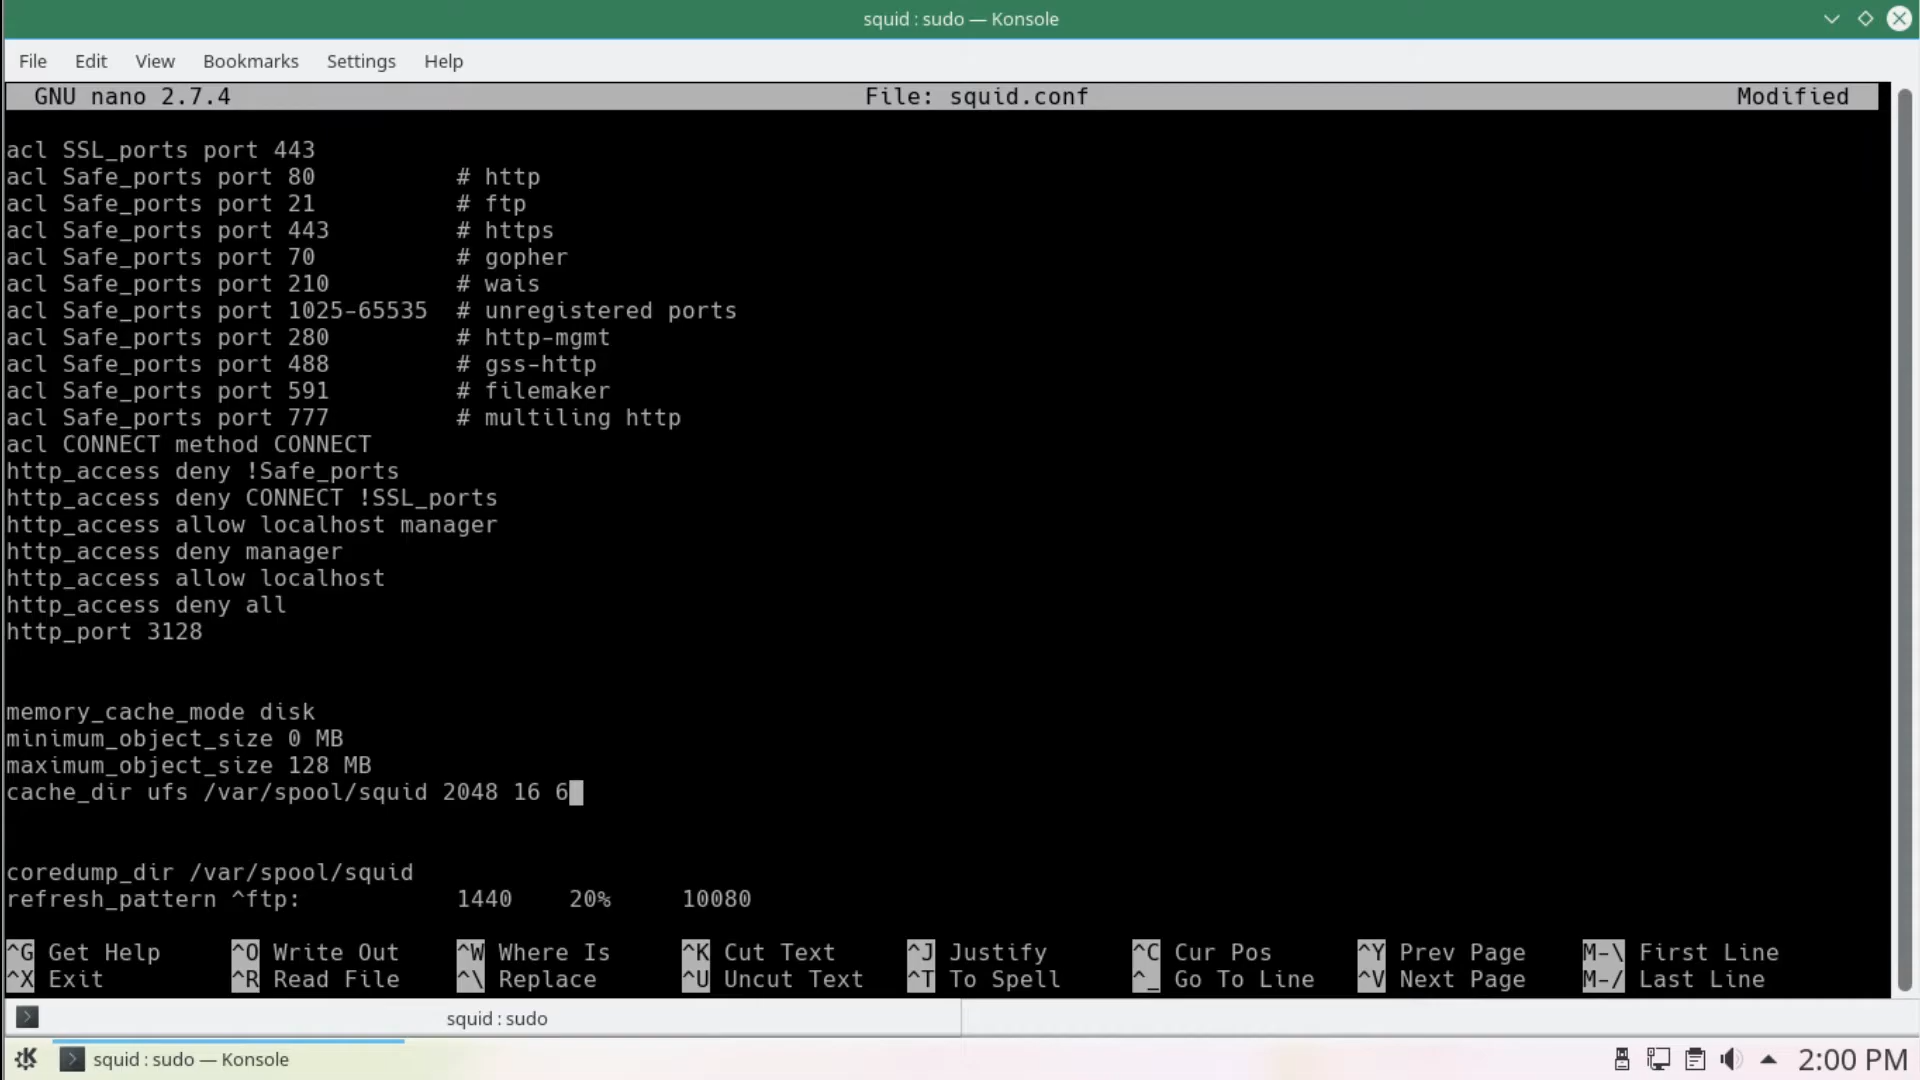 squid : sudo — Konsole
File Edit View Bookmarks Settings Help
GNU nano 2.7.4 File: squid.conf Modified
acl SSL_ports port 443
acl Safe_ports port 80 # http
acl Safe_ports port 21 # ftp
acl Safe_ports port 443 # https
acl Safe_ports port 70 # gopher
acl Safe_ports port 210 # wais
acl Safe_ports port 1025-65535 # unregistered ports
acl Safe_ports port 280 # http-mgmt
acl Safe_ports port 488 # gss-http
acl Safe_ports port 591 # filemaker
acl Safe_ports port 777 # multiling http
acl CONNECT method CONNECT
http_access deny !Safe_ports
http_access deny CONNECT !SSL_ports
http_access allow localhost manager
http_access deny manager
http_access allow localhost
http_access deny all
http_port 3128
memory_cache_mode disk
minimum_object_size 0 MB
maximum_object_size 128 MB
cache_dir ufs /var/spool/squid 2048 16 6
coredump_dir /var/spool/squid
refresh_pattern ^ftp: 1440 20% 10080
^G Get Help ^O Write Out ^W Where Is ^K Cut Text ^J Justify ^C Cur Pos ^Y Prev Page M-\ First Line
^X Exit ^R Read File ^\ Replace ^U Uncut Text ^T To Spell ^_ Go To Line ^V Next Page M-/ Last Line
squid : sudo
squid : sudo — Konsole 2:00 PM